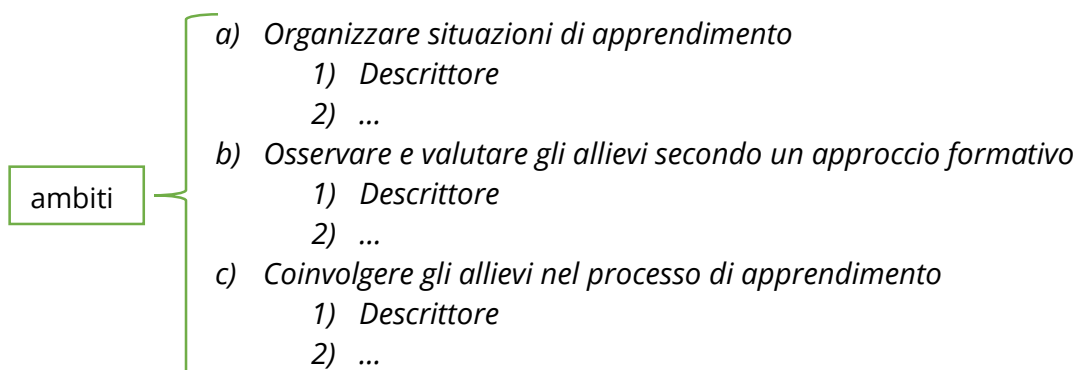 a) Organizzare situazioni di apprendimento
1) Descrittore
2) ...
b) Osservare e valutare gli allievi secondo un approccio formativo
ambiti
1) Descrittore
2) ...
c) Coinvolgere gli allievi nel processo di apprendimento
1) Descrittore
2) ...